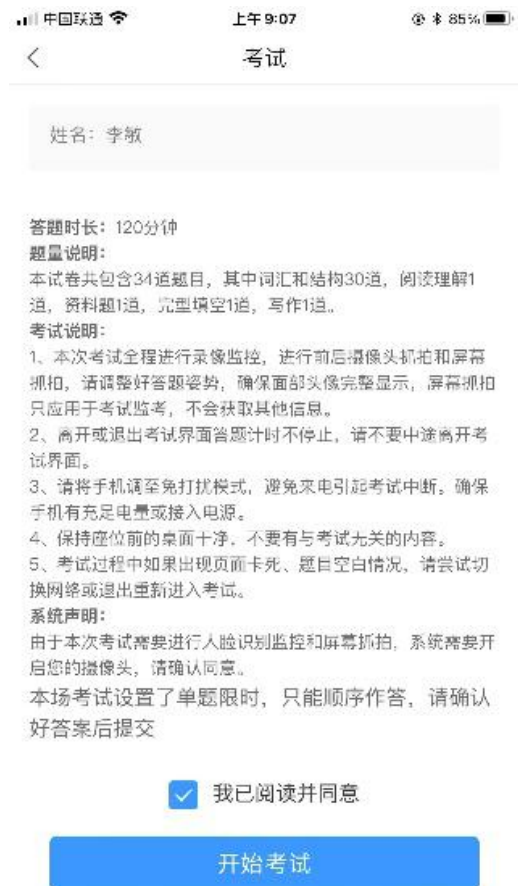 中国联通 上午9:07 85%
考试
姓名：李敏
答题时长：120分钟
题量说明：
本试卷共包含34道题目，其中词汇和结构30道，阅读理解1
道，资料题1道，完型填空1道，写作1道。
考试说明：
1、本次考试全程进行录像监控，进行前后摄像头抓拍和屏幕
抓拍，请调整好答题姿势，确保面部头像完整显示，屏幕抓拍
只应用于考试监考，不会获取其他信息。
2、离开或退出考试界面答题计时不停止，请不要中途离开考
试界面。
3、请将手机调至免打扰模式，避免来电引起考试中断。确保
手机有充足电量或接入电源。
4、保持座位前的桌面干净，不要有与考试无关的内容。
5、考试过程中如果出现页面卡死、题目空白情况，请尝试切
换网络或退出重新进入考试。
系统声明：
由于本次考试需要进行人脸识别监控和屏幕抓拍，系统需要开
启您的摄像头，请确认同意。
本场考试设置了单题限时，只能顺序作答，请确认
好答案后提交
我已阅读并同意
开始考试